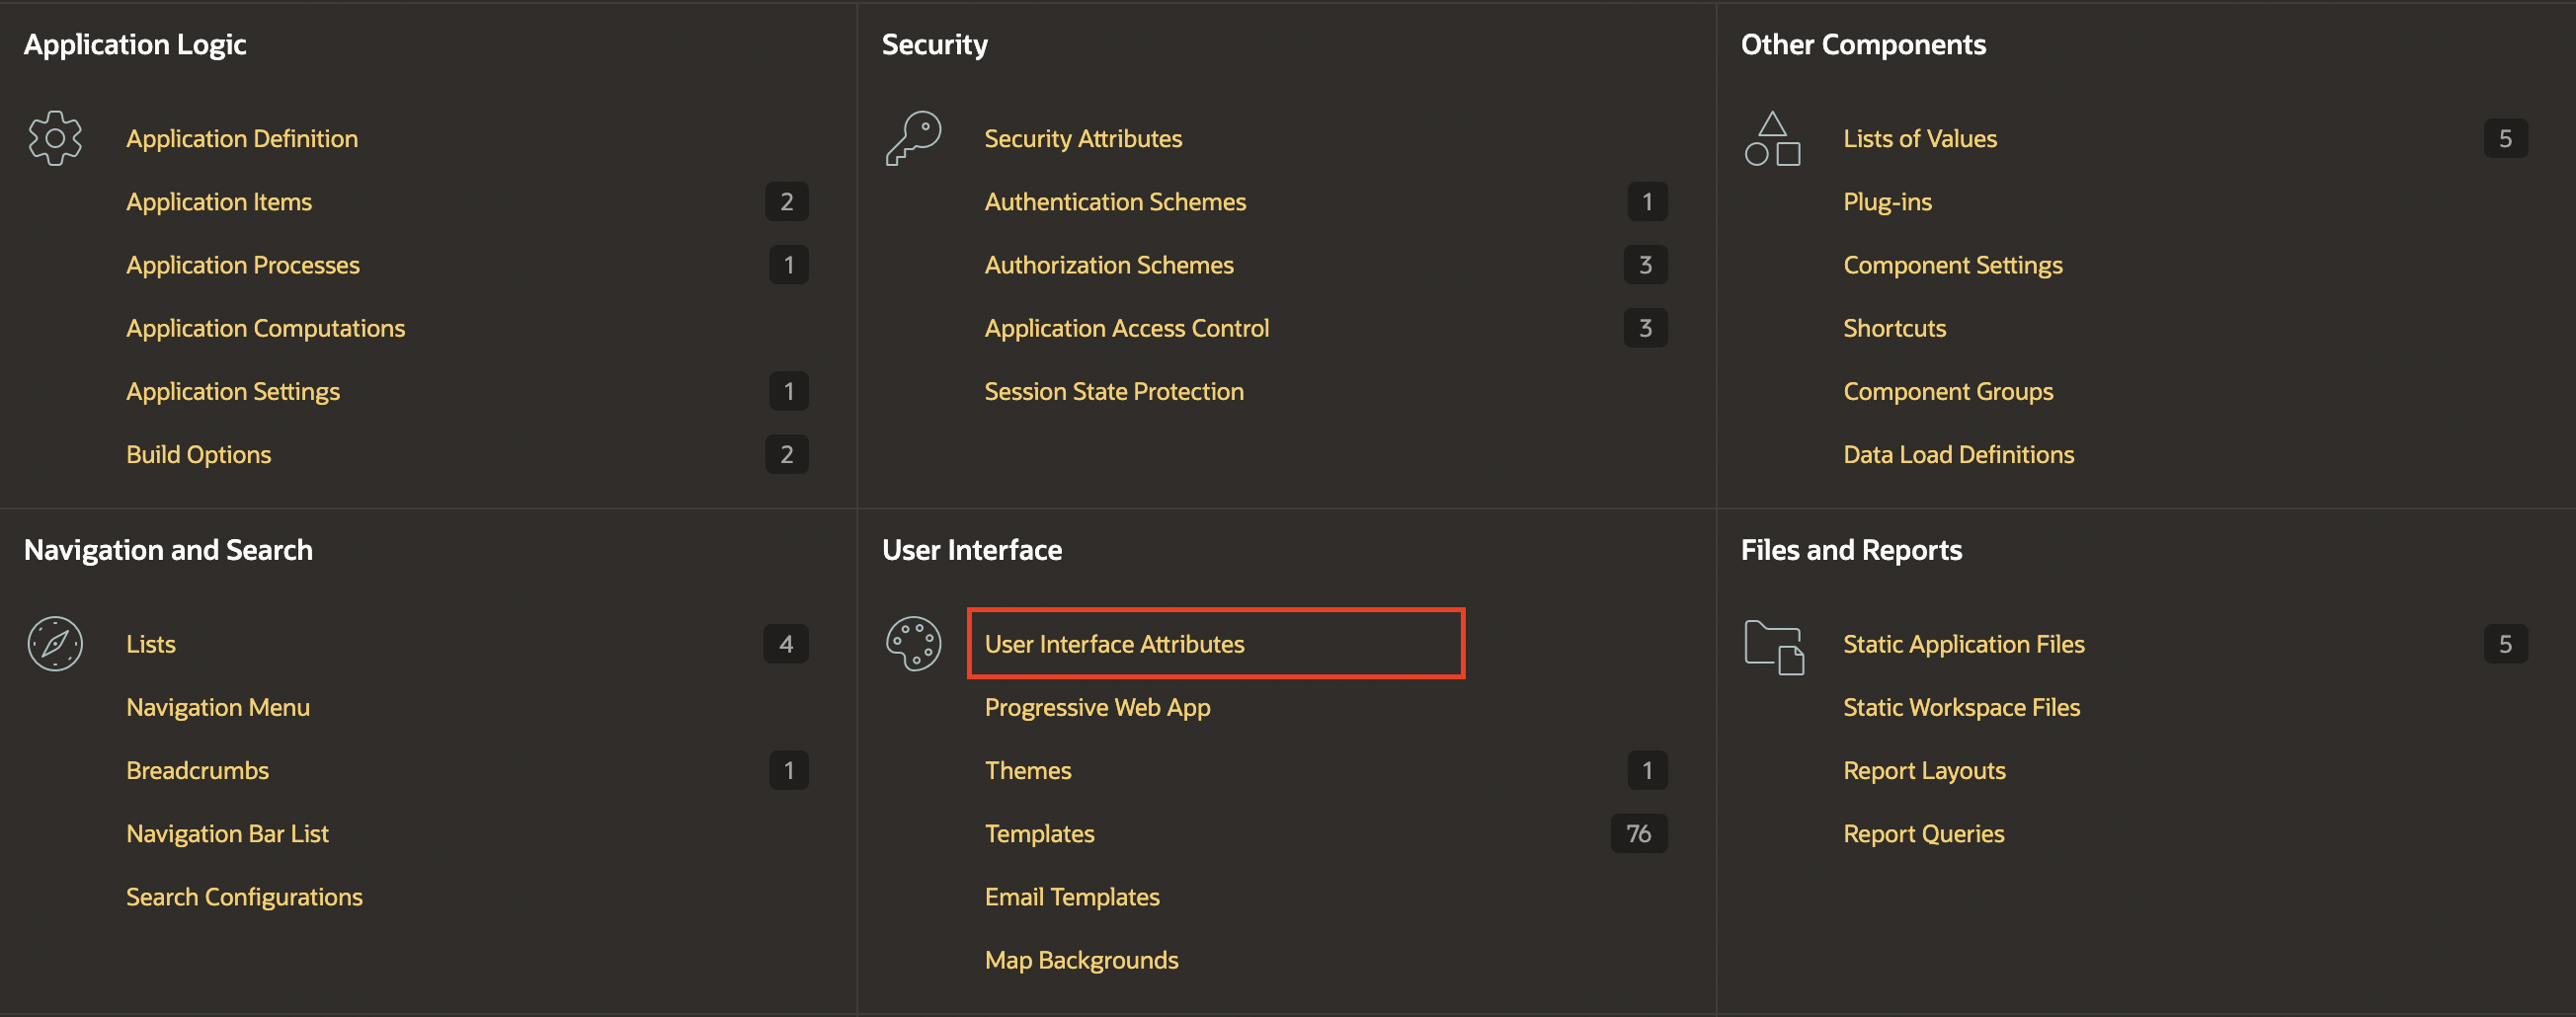 Application Logic
Application Definition
Application Items 2
Application Processes 1
Application Computations
Application Settings 1
Build Options 2
Security
Security Attributes
Authentication Schemes 1
Authorization Schemes 3
Application Access Control 3
Session State Protection
Other Components
Lists of Values 5
Plug-ins
Component Settings
Shortcuts
Component Groups
Data Load Definitions
Navigation and Search
Lists 4
Navigation Menu
Breadcrumbs 1
Navigation Bar List
Search Configurations
User Interface
User Interface Attributes
Progressive Web App
Themes 1
Templates 76
Email Templates
Map Backgrounds
Files and Reports
Static Application Files 5
Static Workspace Files
Report Layouts
Report Queries